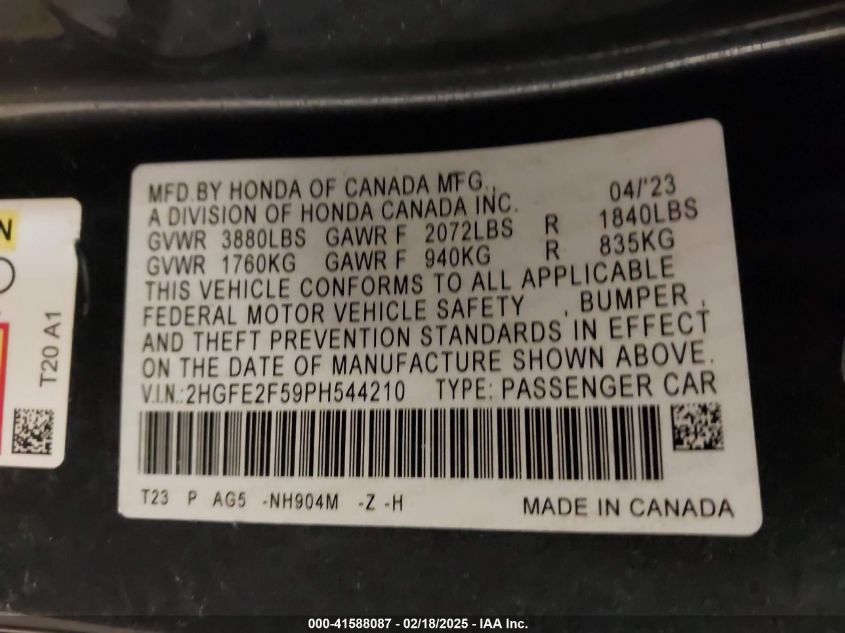 MFD.BY HONDA OF CANADA MFG., 04/'23
A DIVISION OF HONDA CANADA INC.
GVWR 3880LBS GAWR F 2072LBS R 1840LBS
GVWR 1760KG GAWR F 940KG R 835KG
THIS VEHICLE CONFORMS TO ALL APPLICABLE
FEDERAL MOTOR VEHICLE SAFETY , BUMPER ,
AND THEFT PREVENTION STANDARDS IN EFFECT
ON THE DATE OF MANUFACTURE SHOWN ABOVE.
V.I.N.:2HGFE2F59PH544210 TYPE: PASSENGER CAR
T23 P AG5 -NH904M -Z -H
MADE IN CANADA
N
T20 A1
000-41588087 - 02/18/2025 - IAA Inc.